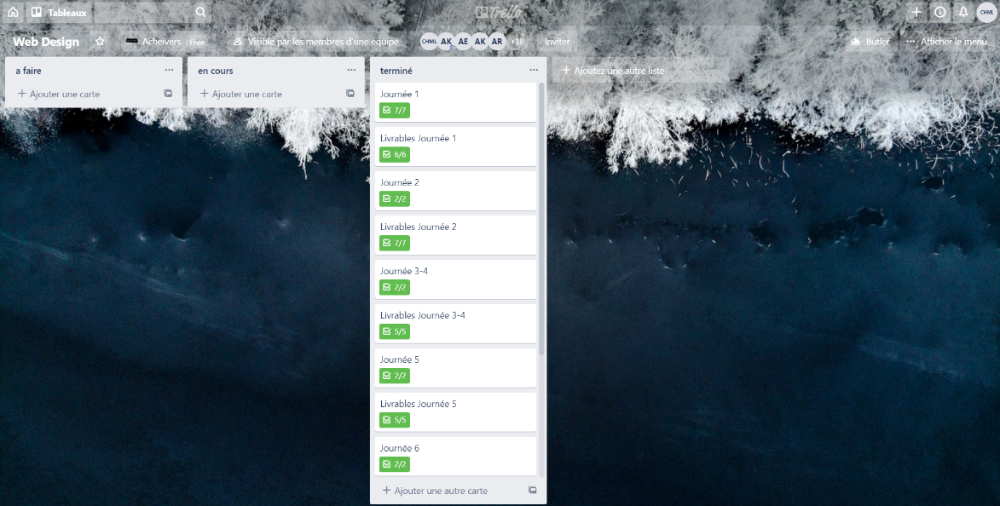 Tableaux
Trello
CHML
Web Design
Acheivers Free
Visible par les membres d'une équipe
CHML AK AE AK AR +18
Inviter
Butler
Afficher le menu
a faire
Ajouter une carte
en cours
Ajouter une carte
terminé
Journée 1
7/7
Livrables Journée 1
6/6
Journée 2
2/2
Livrables Journée 2
7/7
Journée 3-4
2/2
Livrables Journée 3-4
5/5
Journée 5
2/2
Livrables Journée 5
5/5
Journée 6
2/2
Ajouter une autre carte
Ajoutez une autre liste